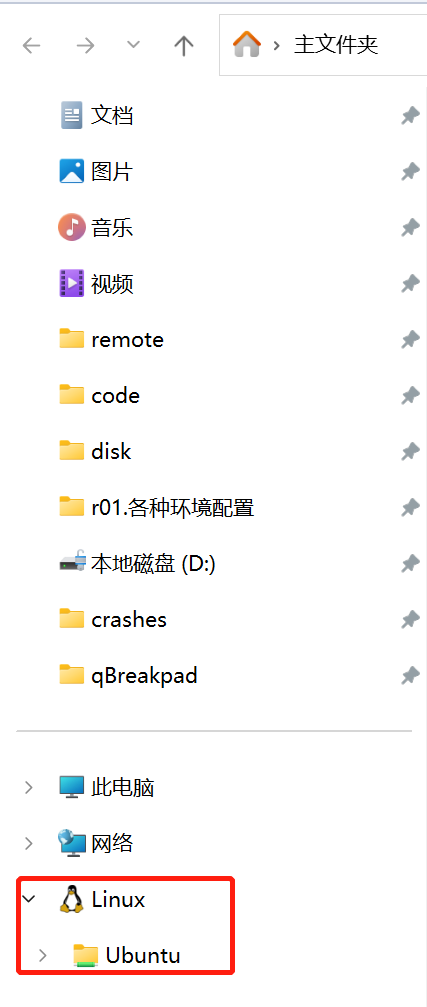 主文件夹
文档
图片
音乐
视频
remote
code
disk
r01.各种环境配置
本地磁盘 (D:)
crashes
qBreakpad
此电脑
网络
Linux
Ubuntu